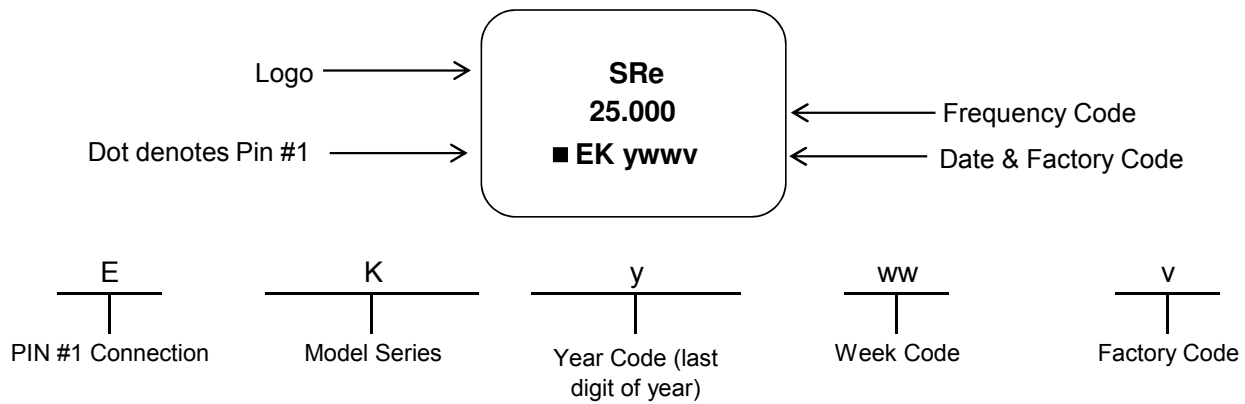 Logo
SRe
25.000
Frequency Code
Dot denotes Pin #1
■ EK ywwv
Date & Factory Code
E
K
y
ww
v
PIN #1 Connection
Model Series
Year Code (last
digit of year)
Week Code
Factory Code